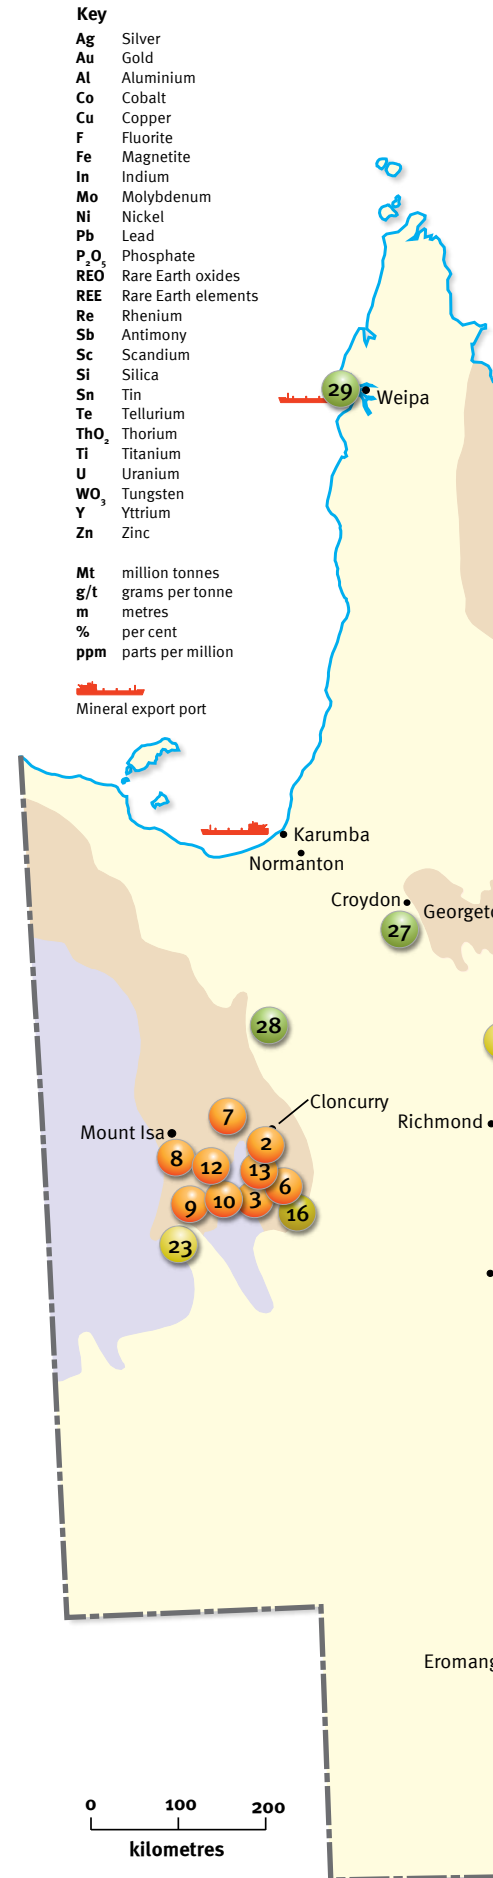 Key
Ag Silver
Au Gold
Al Aluminium
Co Cobalt
Cu Copper
F Fluorite
Fe Magnetite
In Indium
Mo Molybdenum
Ni Nickel
Pb Lead
P₂O₅ Phosphate
REO Rare Earth oxides
REE Rare Earth elements
Re Rhenium
Sb Antimony
Sc Scandium
Si Silica
Sn Tin
Te Tellurium
ThO₂ Thorium
Ti Titanium
U Uranium
WO₃ Tungsten
Y Yttrium
Zn Zinc
Mt million tonnes
g/t grams per tonne
m metres
% per cent
ppm parts per million
Mineral export port
29
Weipa
Karumba
Normanton
Croydon
Georgeto
27
28
7
Cloncurry
Richmond
Mount Isa
2
8
12
13
6
9
10
3
16
23
Eromang
0 100 200
kilometres